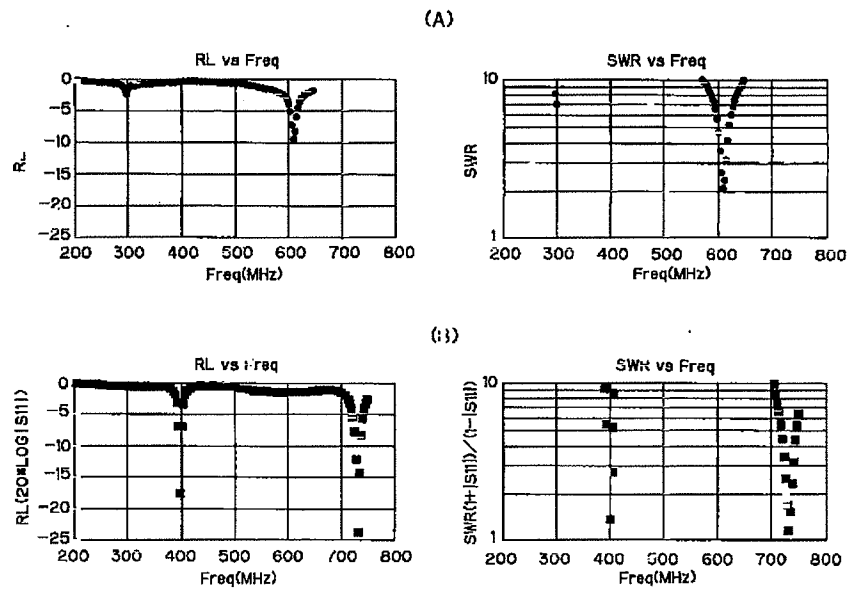 (A)
RL vs Freq
0
-5
-10
-15
-20
-25
RL
200 300 400 500 600 700 800
Freq(MHz)
SWR vs Freq
10
1
SWR
200 300 400 500 600 700 800
Freq(MHz)
(B)
RL vs Freq
0
-5
-10
-15
-20
-25
RL(20*LOG|S11|)
200 300 400 500 600 700 800
Freq(MHz)
SWR vs Freq
10
1
SWR(1+|S11|)/(1-|S11|)
200 300 400 500 600 700 800
Freq(MHz)